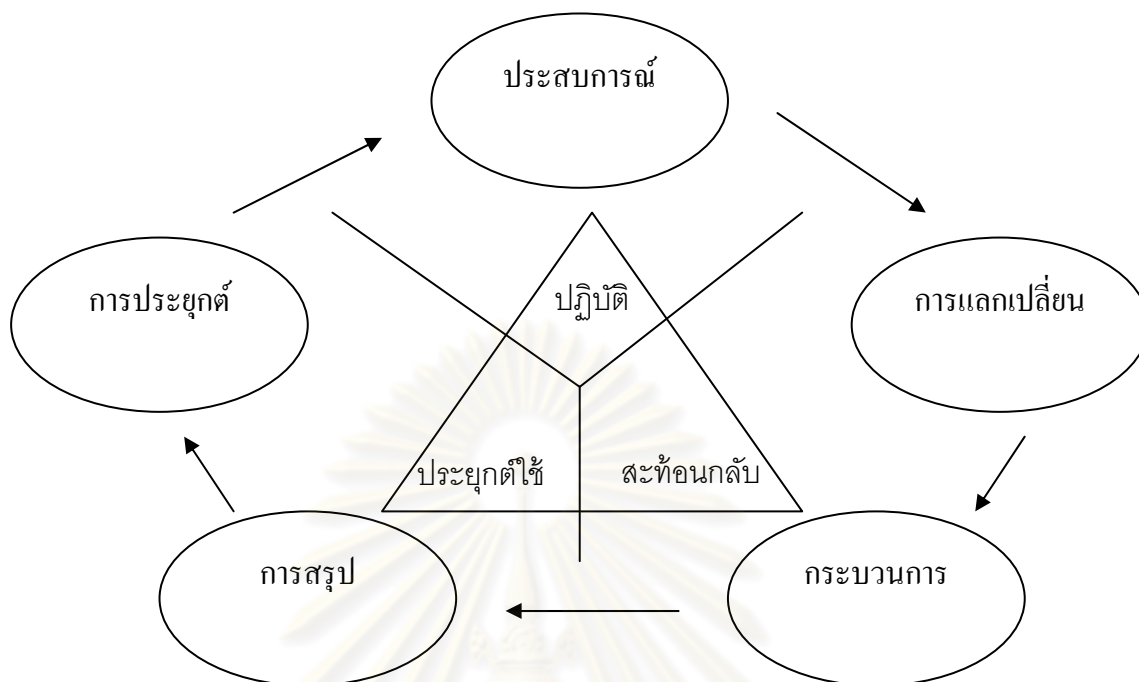 ประสบการณ์
การประยุกต์
ปฏิบัติ
การแลกเปลี่ยน
ประยุกต์ใช้
สะท้อนกลับ
การสรุป
กระบวนการ